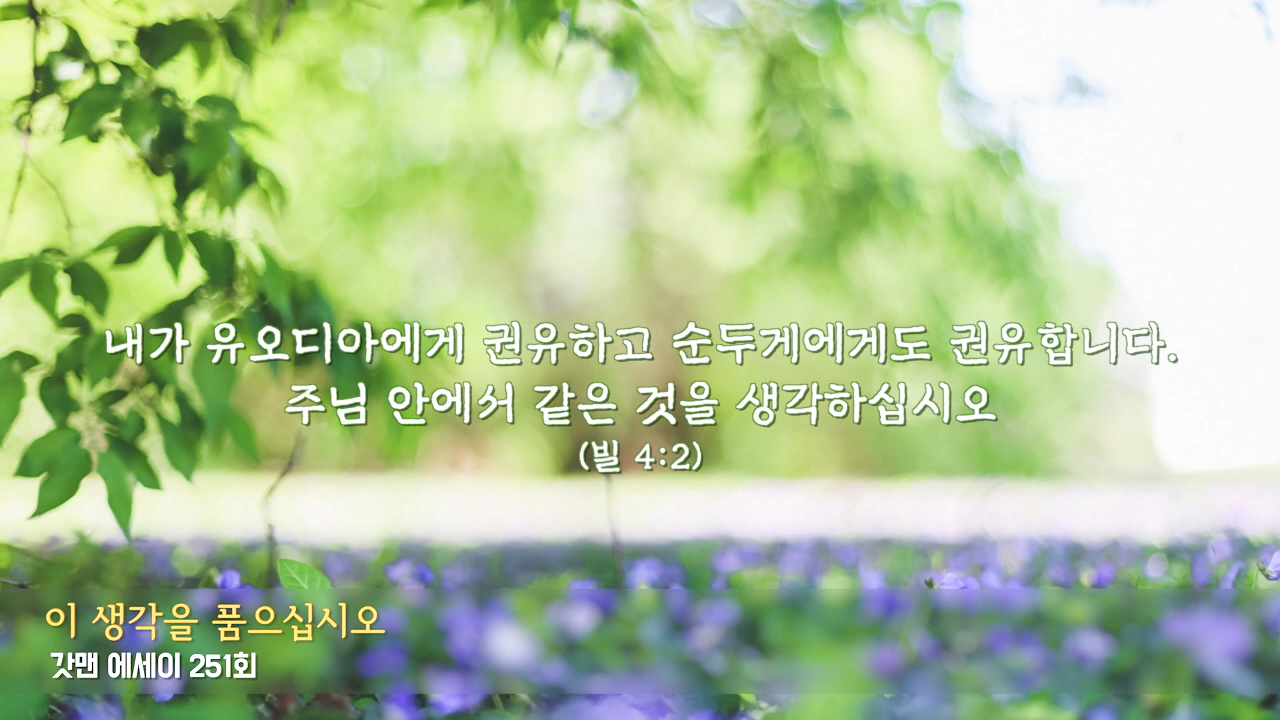 내가 유오디아에게 권유하고 순두게에게도 권유합니다.
주님 안에서 같은 것을 생각하십시오
(빌 4:2)
이 생각을 품으십시오
갓맨 에세이 251회